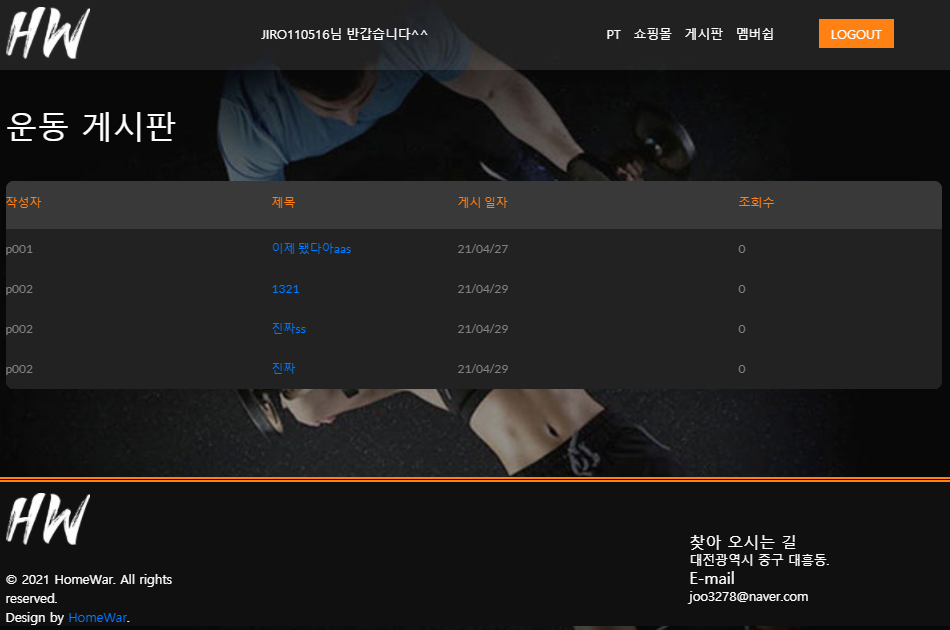 HW
JIRO110516님 반갑습니다^^
PT 쇼핑몰 게시판 멤버쉽 LOGOUT
운동 게시판
작성자 제목 게시 일자 조회수
p001 이제 됐다아aas 21/04/27 0
p002 1321 21/04/29 0
p002 진짜ss 21/04/29 0
p002 진짜 21/04/29 0
HW
© 2021 HomeWar. All rights
reserved.
Design by HomeWar.
찾아 오시는 길
대전광역시 중구 대흥동.
E-mail
joo3278@naver.com